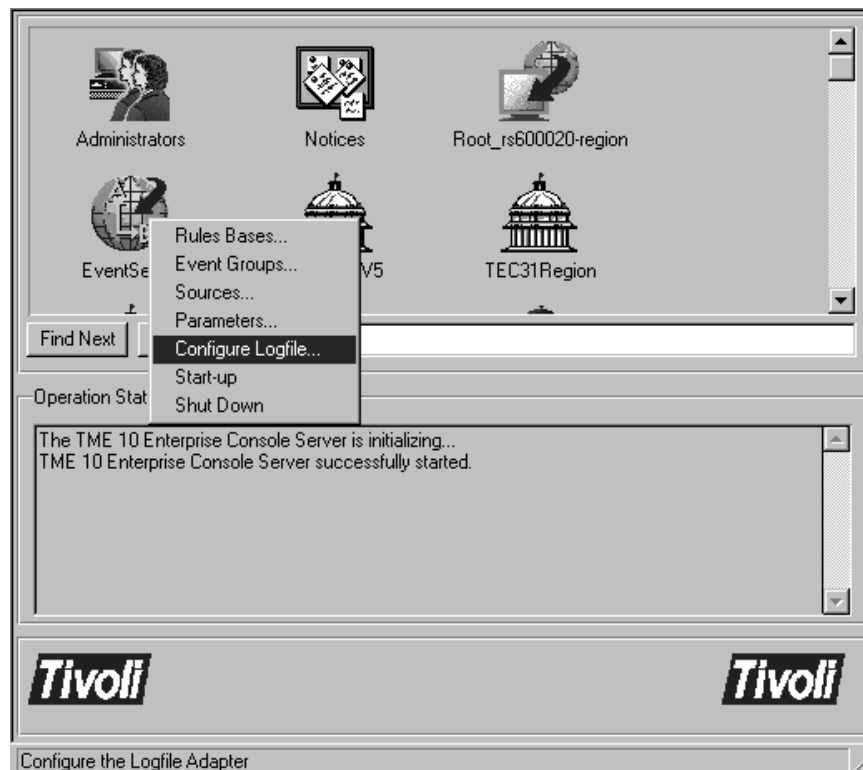 Administrators
Notices
Root_rs600020-region
EventSe
V5
TEC31Region
Rules Bases...
Event Groups...
Sources...
Parameters...
Configure Logfile...
Start-up
Shut Down
Find Next
Operation Stat
The TME 10 Enterprise Console Server is initializing...
TME 10 Enterprise Console Server successfully started.
Tivoli
Tivoli
Configure the Logfile Adapter